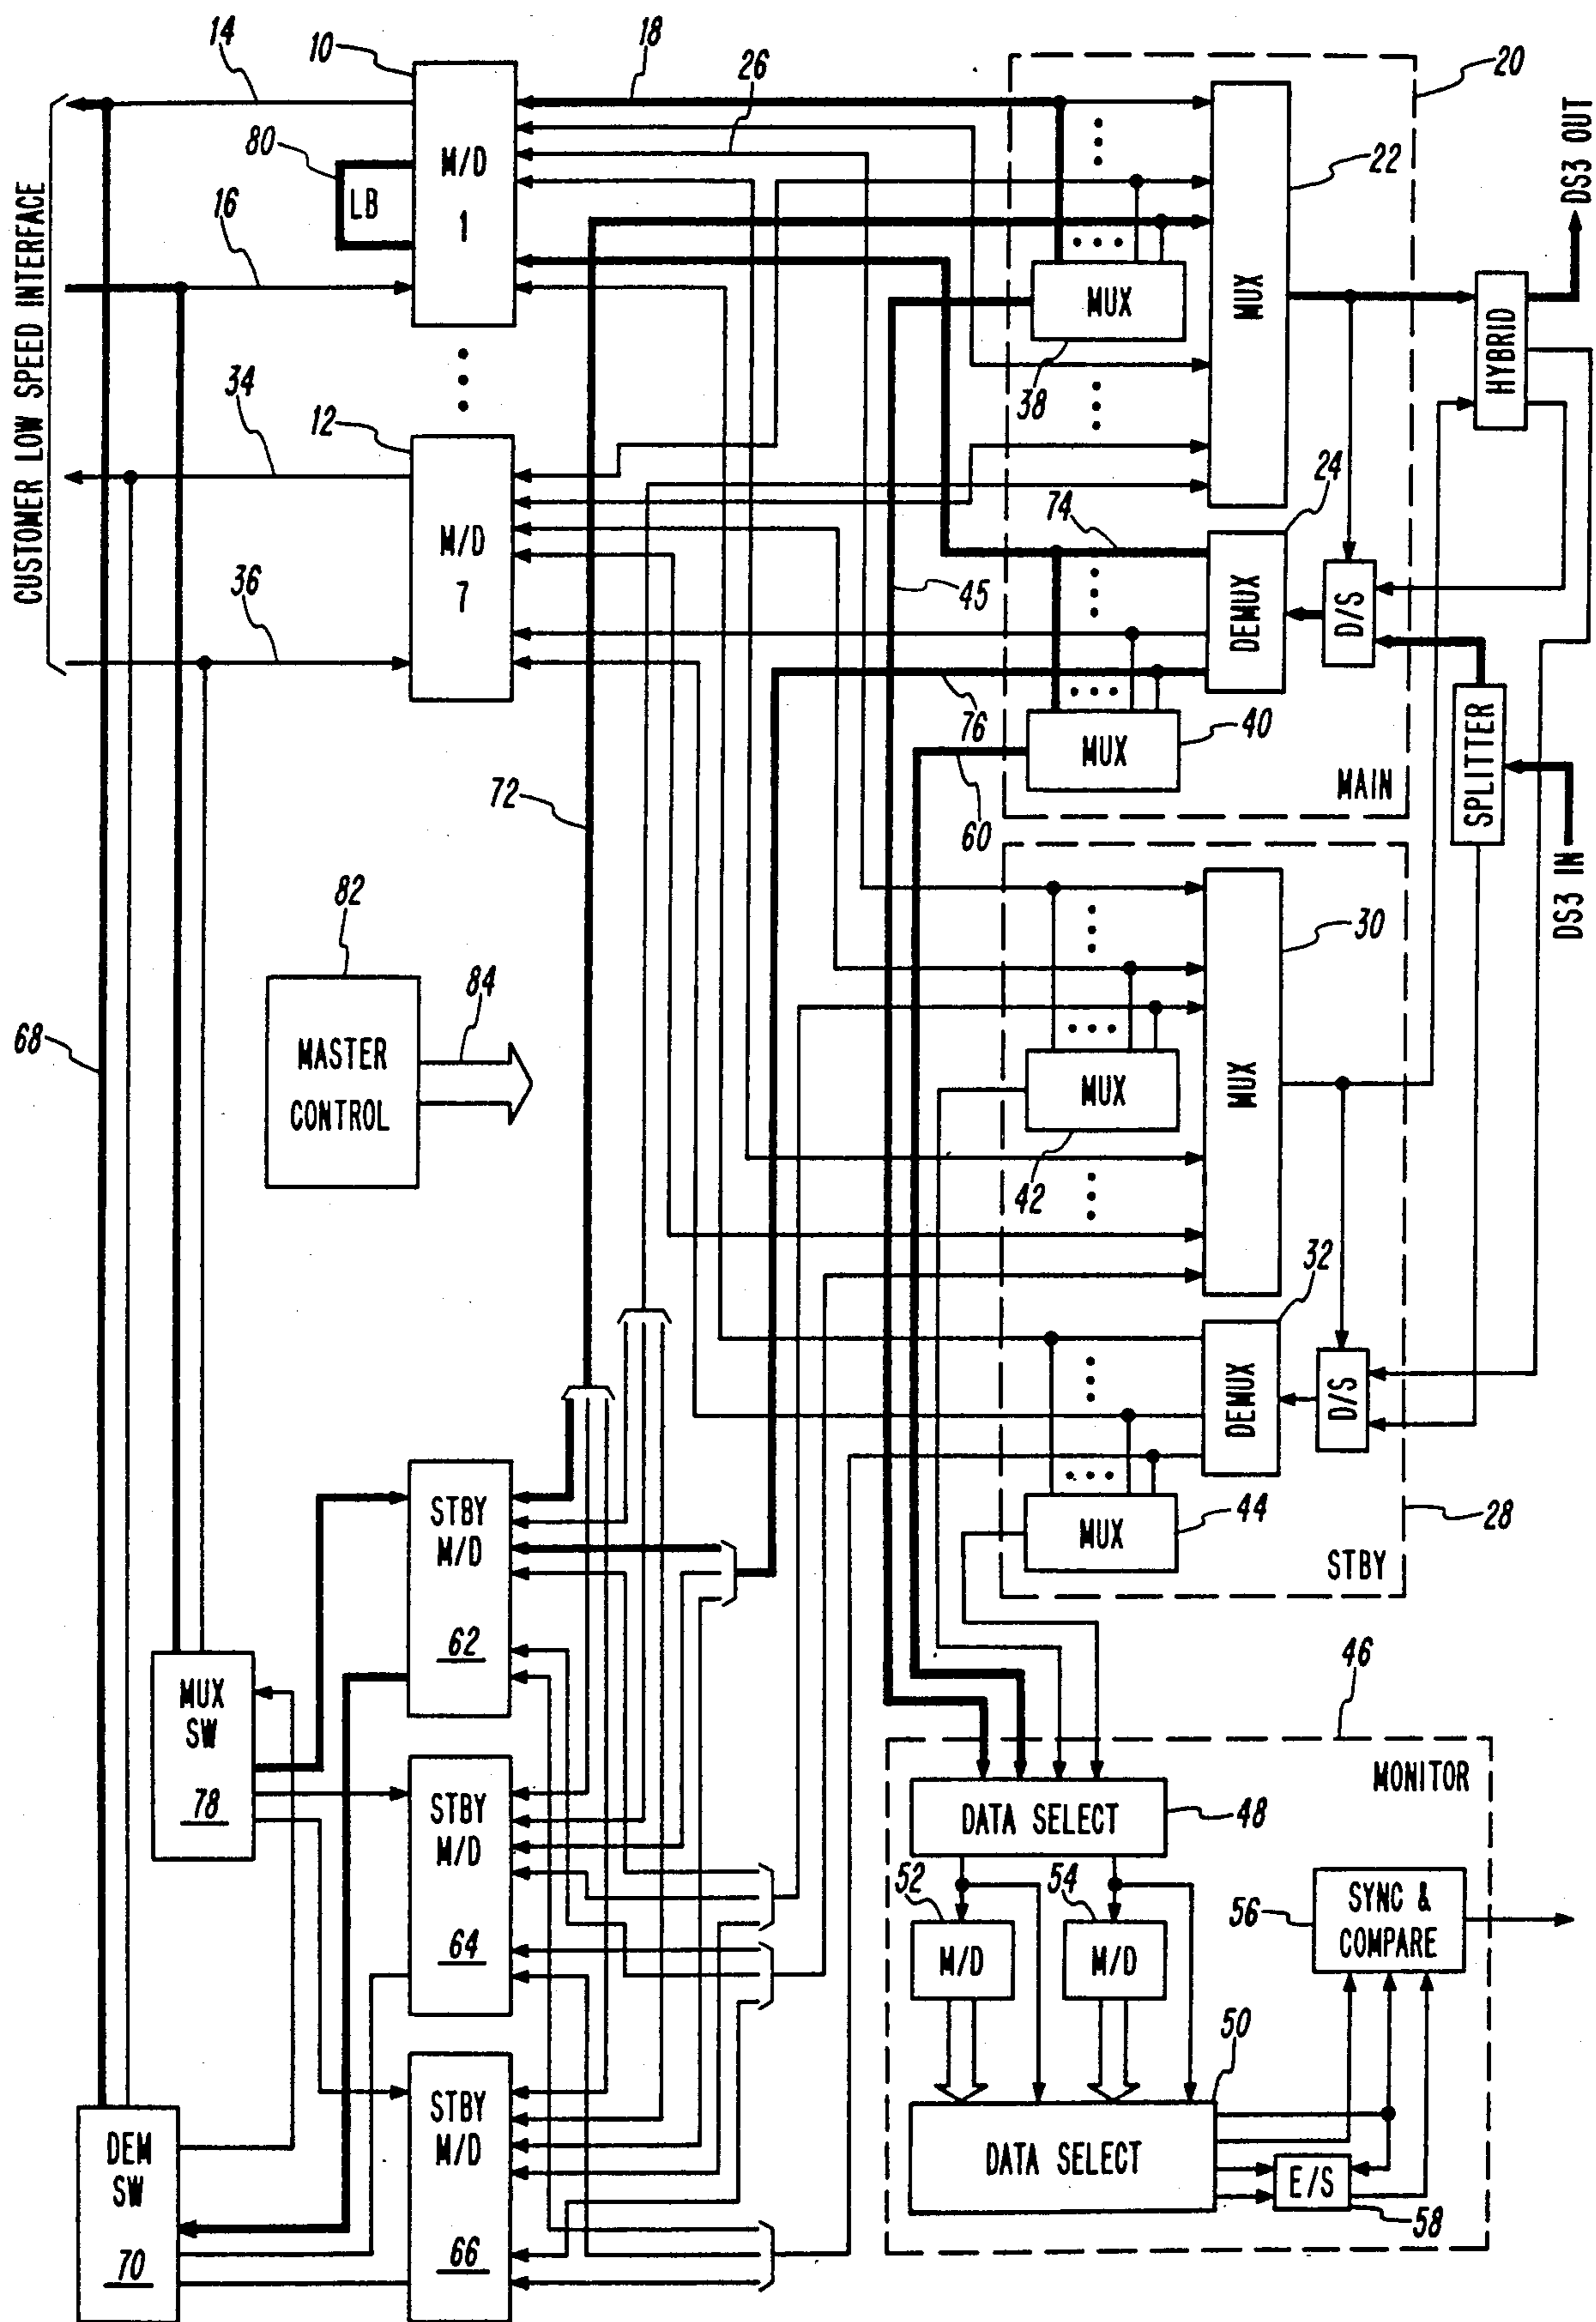 14
10
18
26
20
DS3 OUT
80
M/D
1
LB
22
CUSTOMER LOW SPEED INTERFACE
16
MUX
MUX
38
HYBRID
34
12
M/D
7
24
74
36
45
DEMUX
D/S
76
MUX
40
60
MAIN
SPLITTER
72
DS3 IN
82
30
84
MASTER
CONTROL
68
MUX
MUX
42
32
DEMUX
D/S
STBY
M/D
62
MUX
44
28
STBY
46
MUX
SW
78
MONITOR
STBY
M/D
64
DATA SELECT
48
52
54
56
SYNC &
COMPARE
M/D
M/D
50
STBY
M/D
66
DEM
SW
70
DATA SELECT
E/S
58